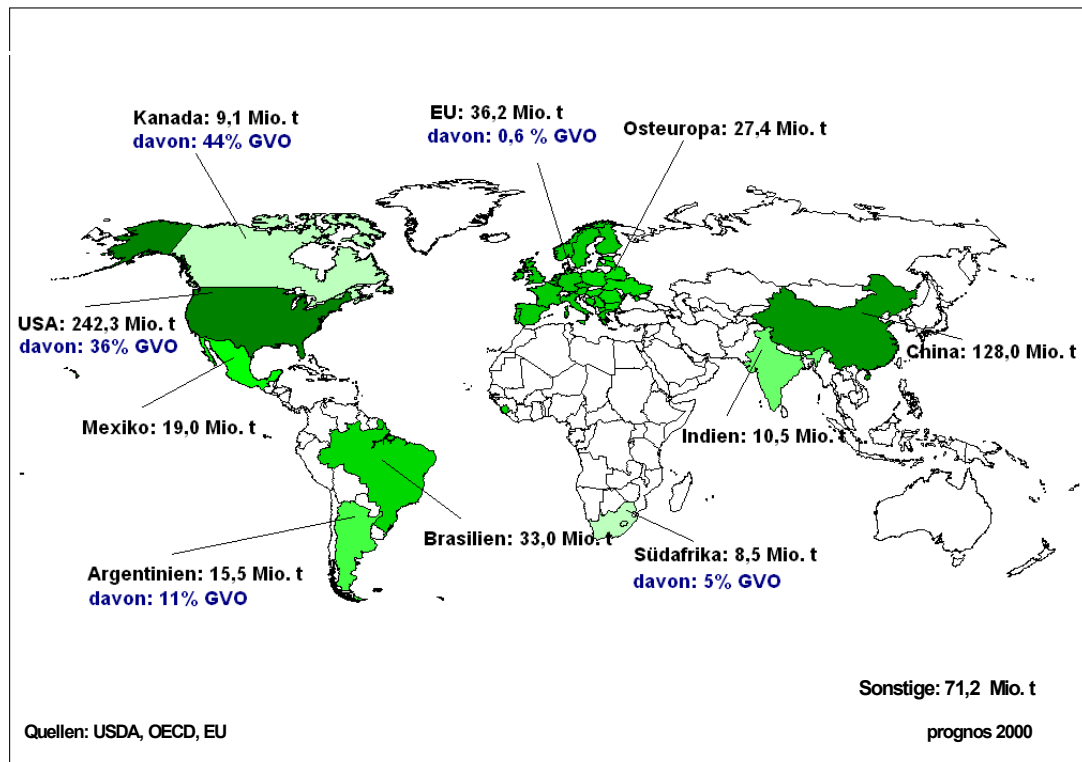 Kanada: 9,1 Mio. t
davon: 44% GVO
EU: 36,2 Mio. t
davon: 0,6 % GVO
Osteuropa: 27,4 Mio. t
USA: 242,3 Mio. t
davon: 36% GVO
China: 128,0 Mio. t
Mexiko: 19,0 Mio. t
Indien: 10,5 Mio. t
Brasilien: 33,0 Mio. t
Südafrika: 8,5 Mio. t
davon: 5% GVO
Argentinien: 15,5 Mio. t
davon: 11% GVO
Sonstige: 71,2 Mio. t
Quellen: USDA, OECD, EU
prognos 2000